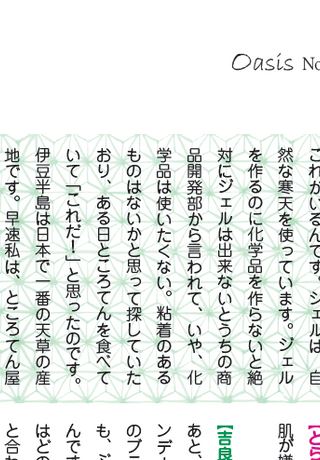 Oasis No
これがいるんです。ジェルは、自
然な寒天を使っています。ジェル
を作るのに化学品を作らないと絶
対にジェルは出来ないとうちの商
品開発部から言われて、いや、化
学品は使いたくない。粘着のある
ものはないかと思って探していた
おり、ある日ところてんを食べて
いて「これだ！」と思ったのです。
伊豆半島は日本で一番の天草の産
地です。早速私は、ところてん屋
肌が嫌
【吉良
あと、
ンデー
のプラ
も、
んです
はどの
と合